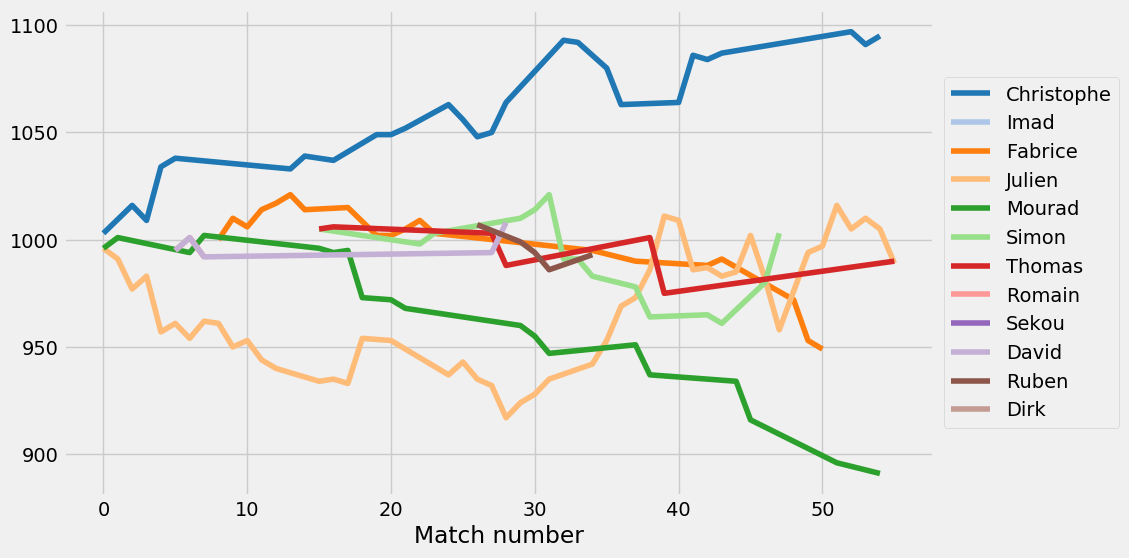 1100
1050
1000
950
900
0 10 20 30 40 50
Match number
Christophe
Imad
Fabrice
Julien
Mourad
Simon
Thomas
Romain
Sekou
David
Ruben
Dirk